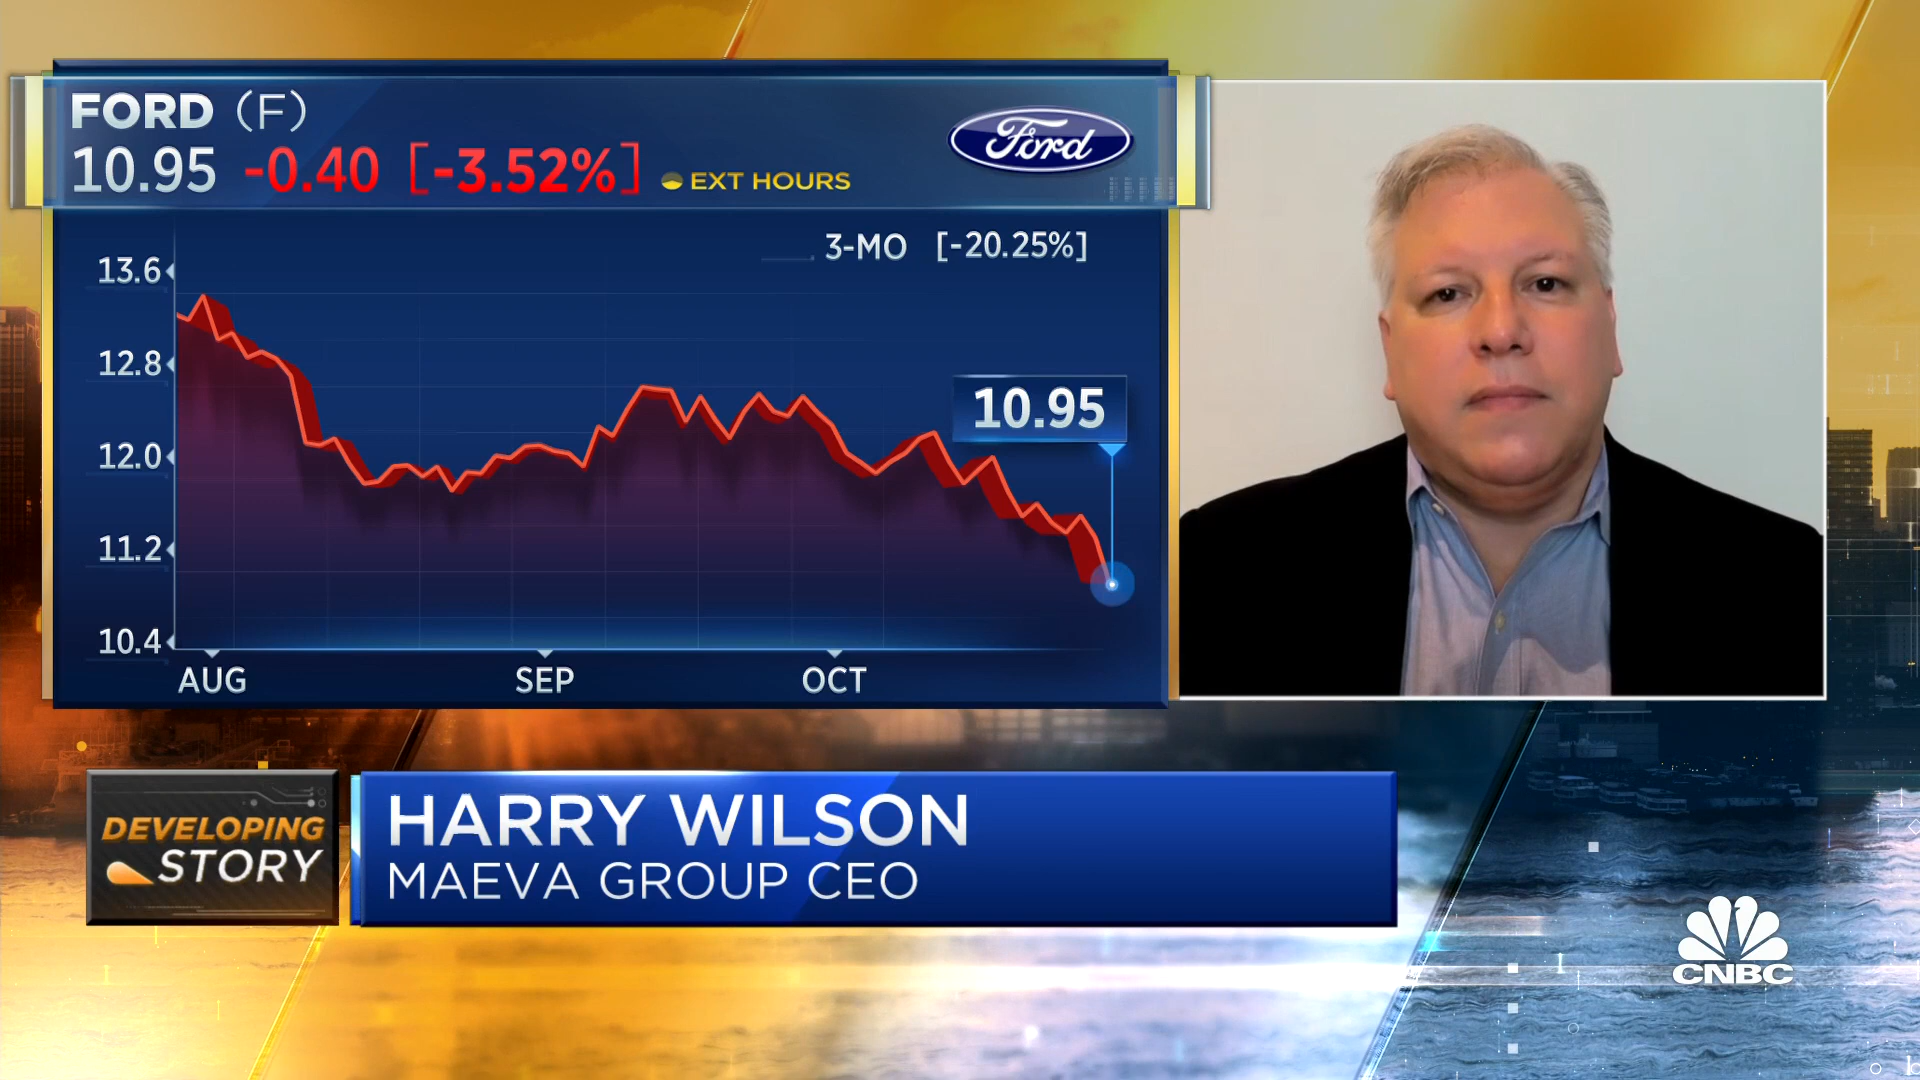 FORD (F)
10.95 -0.40 [-3.52%] EXT HOURS
Ford
3-MO [-20.25%]
13.6
12.8
12.0
11.2
10.4
10.95
AUG SEP OCT
DEVELOPING
STORY
HARRY WILSON
MAEVA GROUP CEO
CNBC